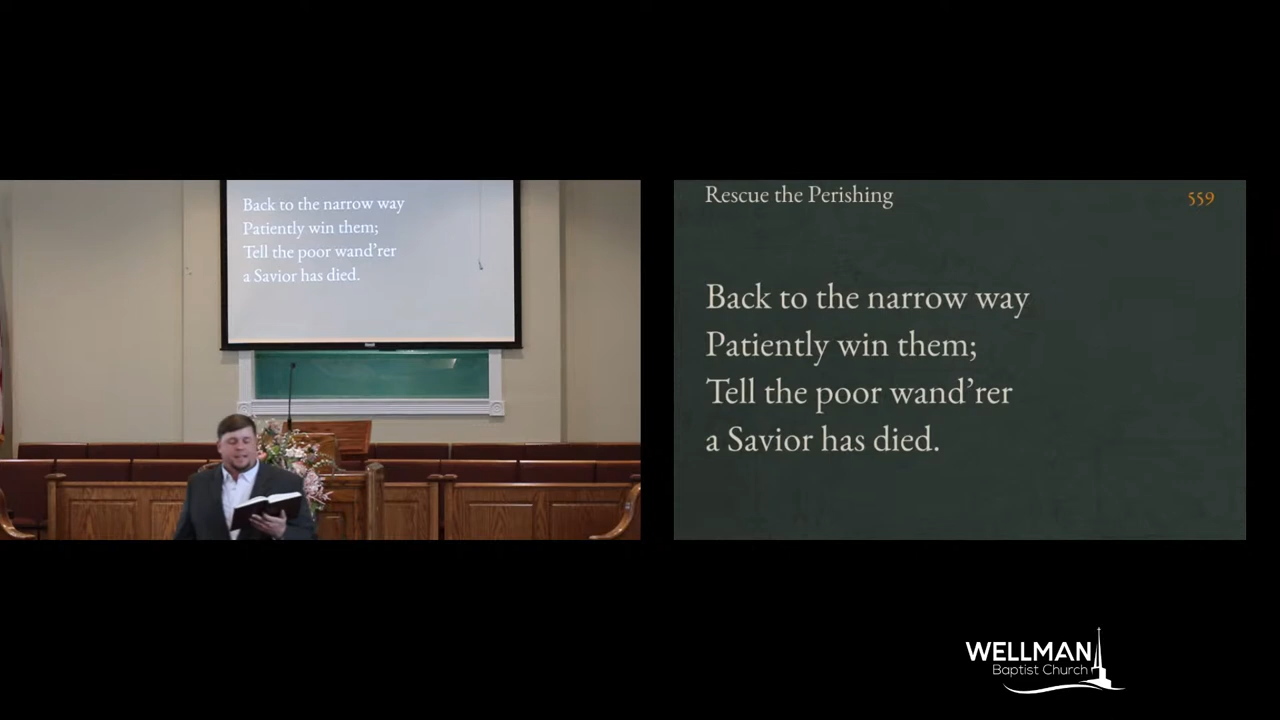 Back to the narrow way
Patiently win them;
Tell the poor wand’rer
a Savior has died.
Rescue the Perishing
559
Back to the narrow way
Patiently win them;
Tell the poor wand’rer
a Savior has died.
WELLMAN
Baptist Church